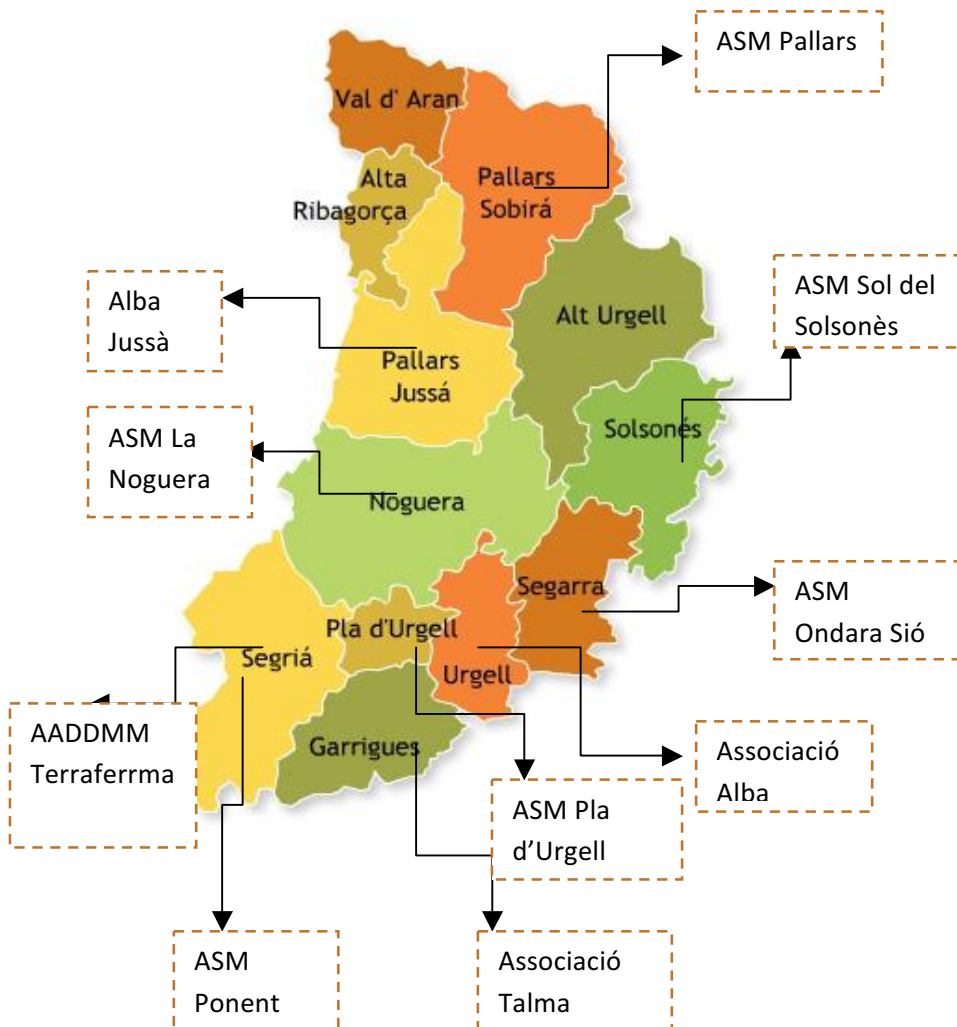 ASM Pallars
Val d' Aran
Alta
Ribagorça
Pallars
Sobirá
Alba
Jussà
ASM Sol del
Solsonès
Alt Urgell
Pallars
Jussá
ASM La
Noguera
Solsonés
Noguera
Segarra
ASM
Ondara Sió
Pla d'Urgell
Segriá
Urgell
AADDMM
Terraferrma
Garrigues
Associació
Alba
ASM Pla
d’Urgell
ASM
Ponent
Associació
Talma